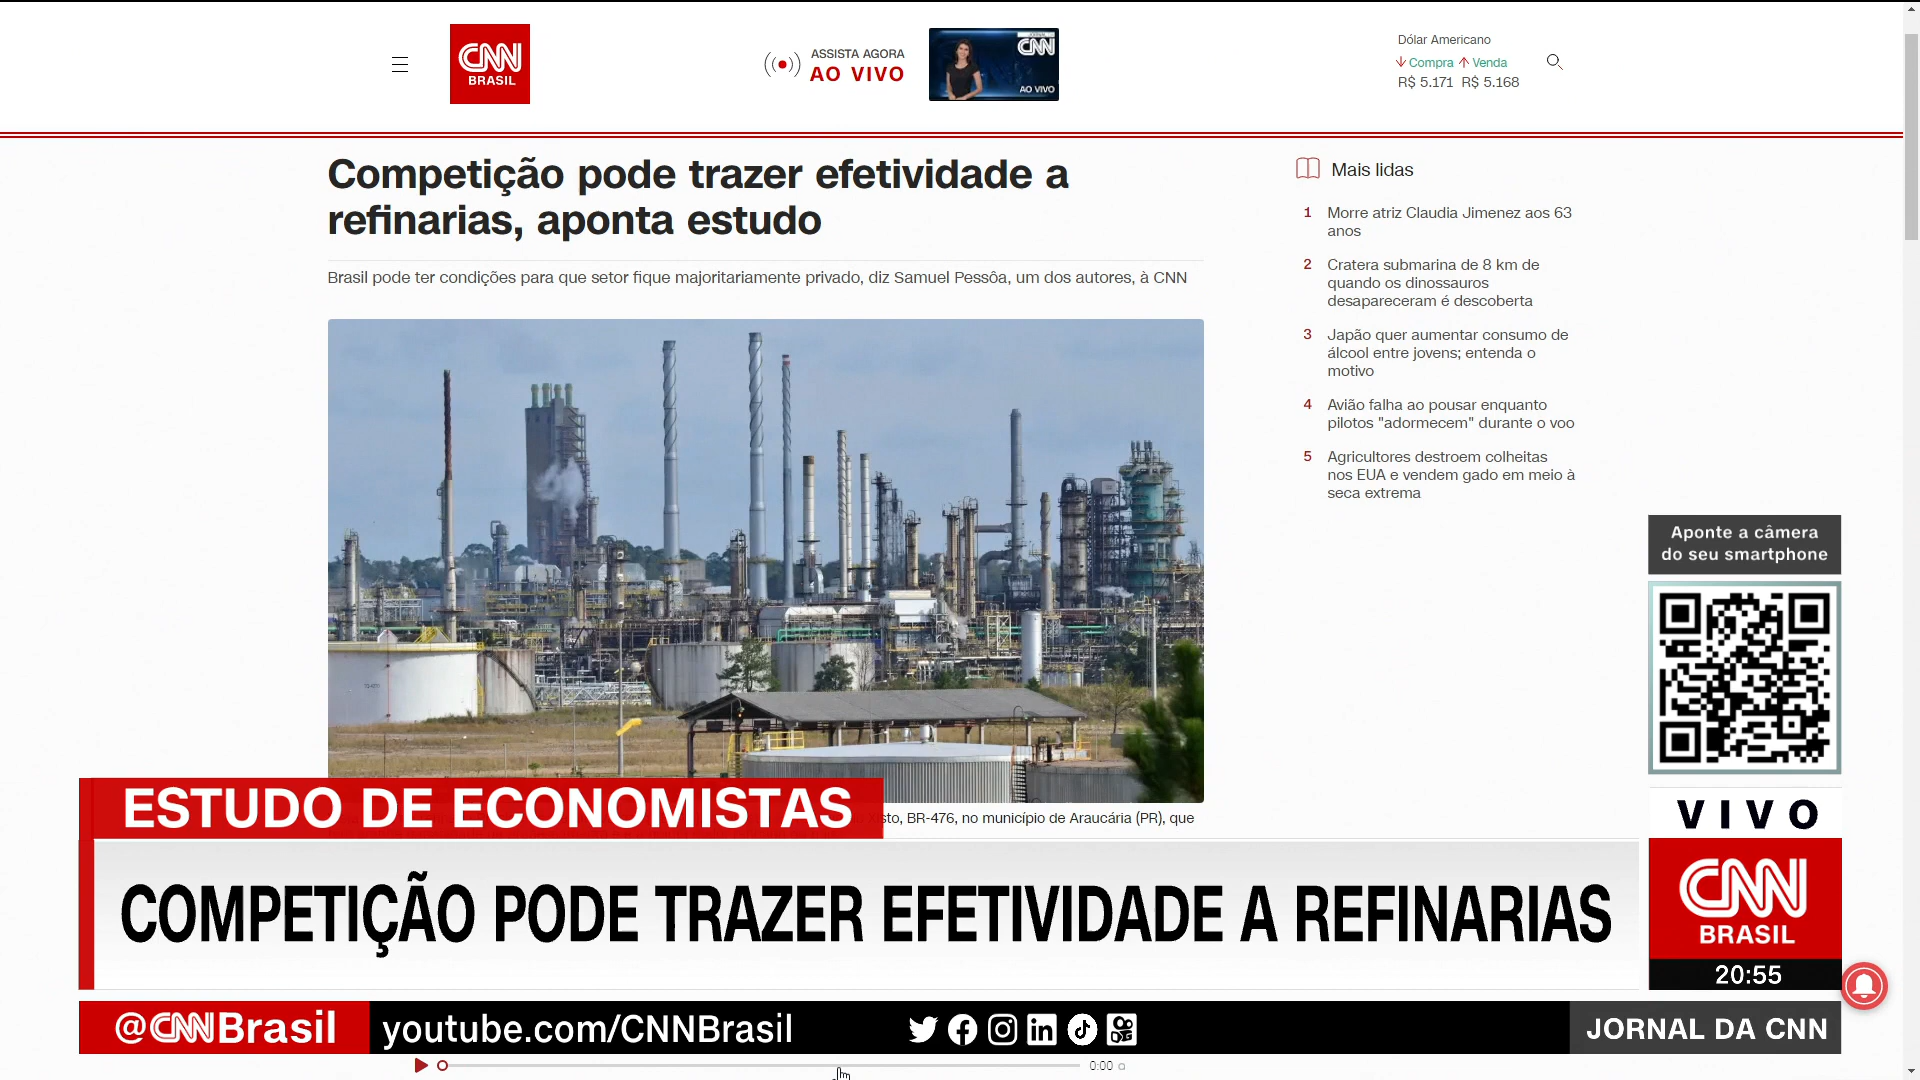 CNN
BRASIL
ASSISTA AGORA
AO VIVO
CNN
AO VIVO
Dólar Americano
Compra Venda
R$ 5.171 R$ 5.168
Competição pode trazer efetividade a
refinarias, aponta estudo
Brasil pode ter condições para que setor fique majoritariamente privado, diz Samuel Pessôa, um dos autores, à CNN
Mais lidas
1 Morre atriz Claudia Jimenez aos 63
anos
2 Cratera submarina de 8 km de
quando os dinossauros
desapareceram é descoberta
3 Japão quer aumentar consumo de
álcool entre jovens; entenda o
motivo
4 Avião falha ao pousar enquanto
pilotos "adormecem" durante o voo
5 Agricultores destroem colheitas
nos EUA e vendem gado em meio à
seca extrema
Aponte a câmera
do seu smartphone
VIVO
ESTUDO DE ECONOMISTAS
BR-476, no município de Araucária (PR), que
COMPETIÇÃO PODE TRAZER EFETIVIDADE A REFINARIAS
CNN
BRASIL
20:55
@CNNBrasil
youtube.com/CNNBrasil
JORNAL DA CNN
0:00